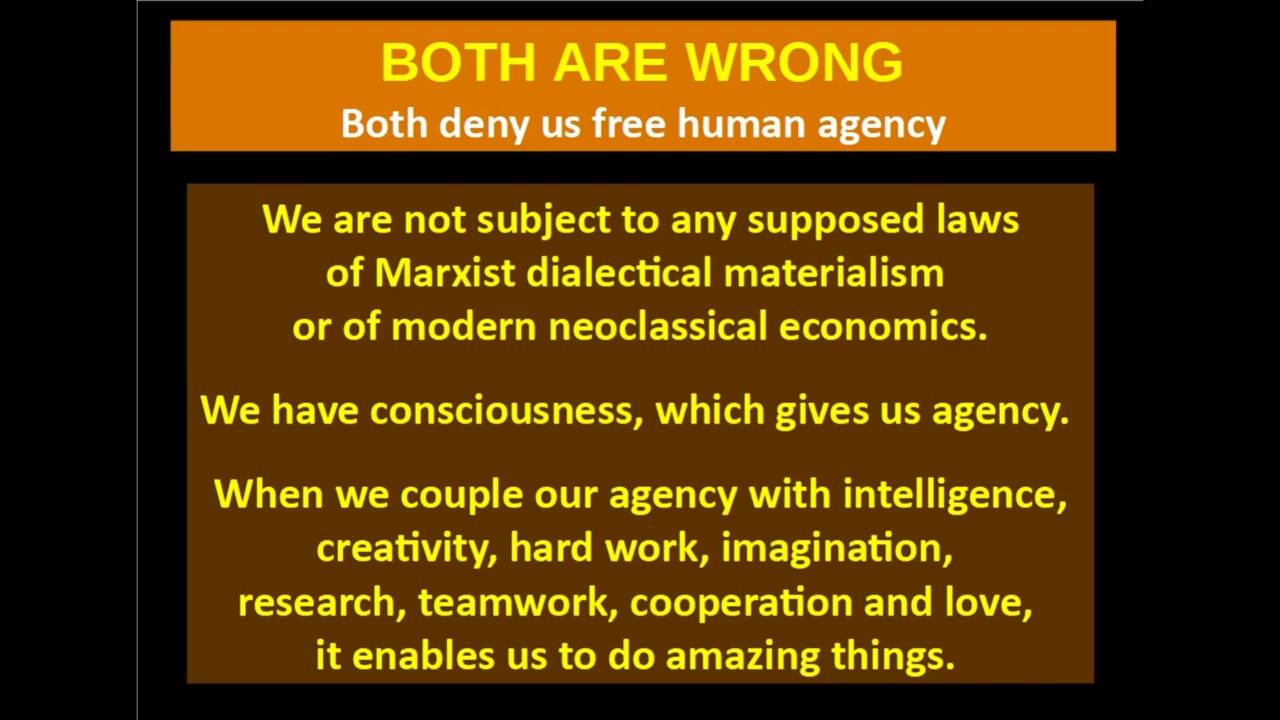 BOTH ARE WRONG
Both deny us free human agency
We are not subject to any supposed laws
of Marxist dialectical materialism
or of modern neoclassical economics.
We have consciousness, which gives us agency.
When we couple our agency with intelligence,
creativity, hard work, imagination,
research, teamwork, cooperation and love,
it enables us to do amazing things.